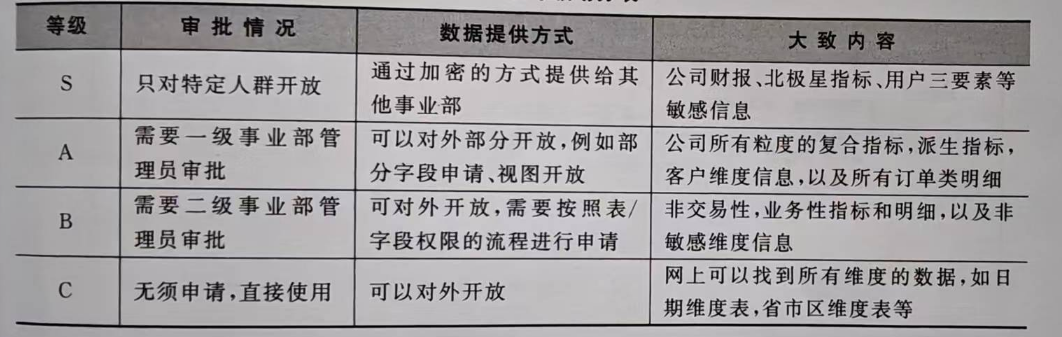 等级 审批情况 数据提供方式 大致内容
S 只对特定人群开放 通过加密的方式提供给其
他事业部 公司财报、北极星指标、用户三要素等
敏感信息
A 需要一级事业部管
理员审批 可以对外部分开放,例如部
分字段申请、视图开放 公司所有粒度的复合指标,派生指标,
客户维度信息,以及所有订单类明细
B 需要二级事业部管
理员审批 可对外开放,需要按照表/
字段权限的流程进行申请 非交易性,业务性指标和明细,以及非
敏感维度信息
C 无须申请,直接使用 可以对外开放 网上可以找到所有维度的数据,如日
期维度表,省市区维度表等